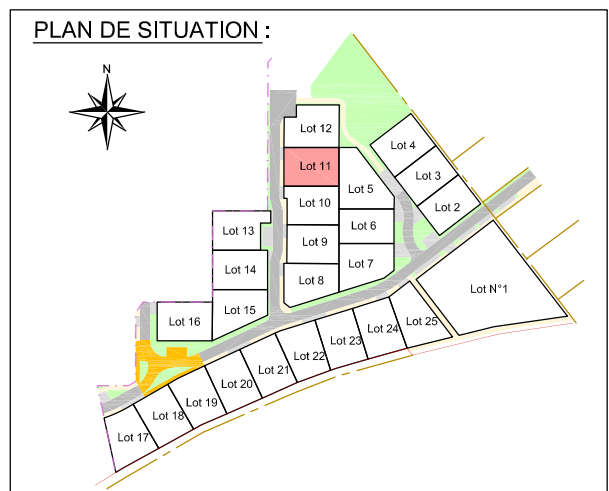 PLAN DE SITUATION :
N
Lot 12
Lot 4
Lot 11
Lot 3
Lot 5
Lot 10
Lot 2
Lot 6
Lot 13
Lot 9
Lot 7
Lot 14
Lot 8
Lot N°1
Lot 15
Lot 16
Lot 25
Lot 24
Lot 23
Lot 22
Lot 21
Lot 20
Lot 19
Lot 18
Lot 17